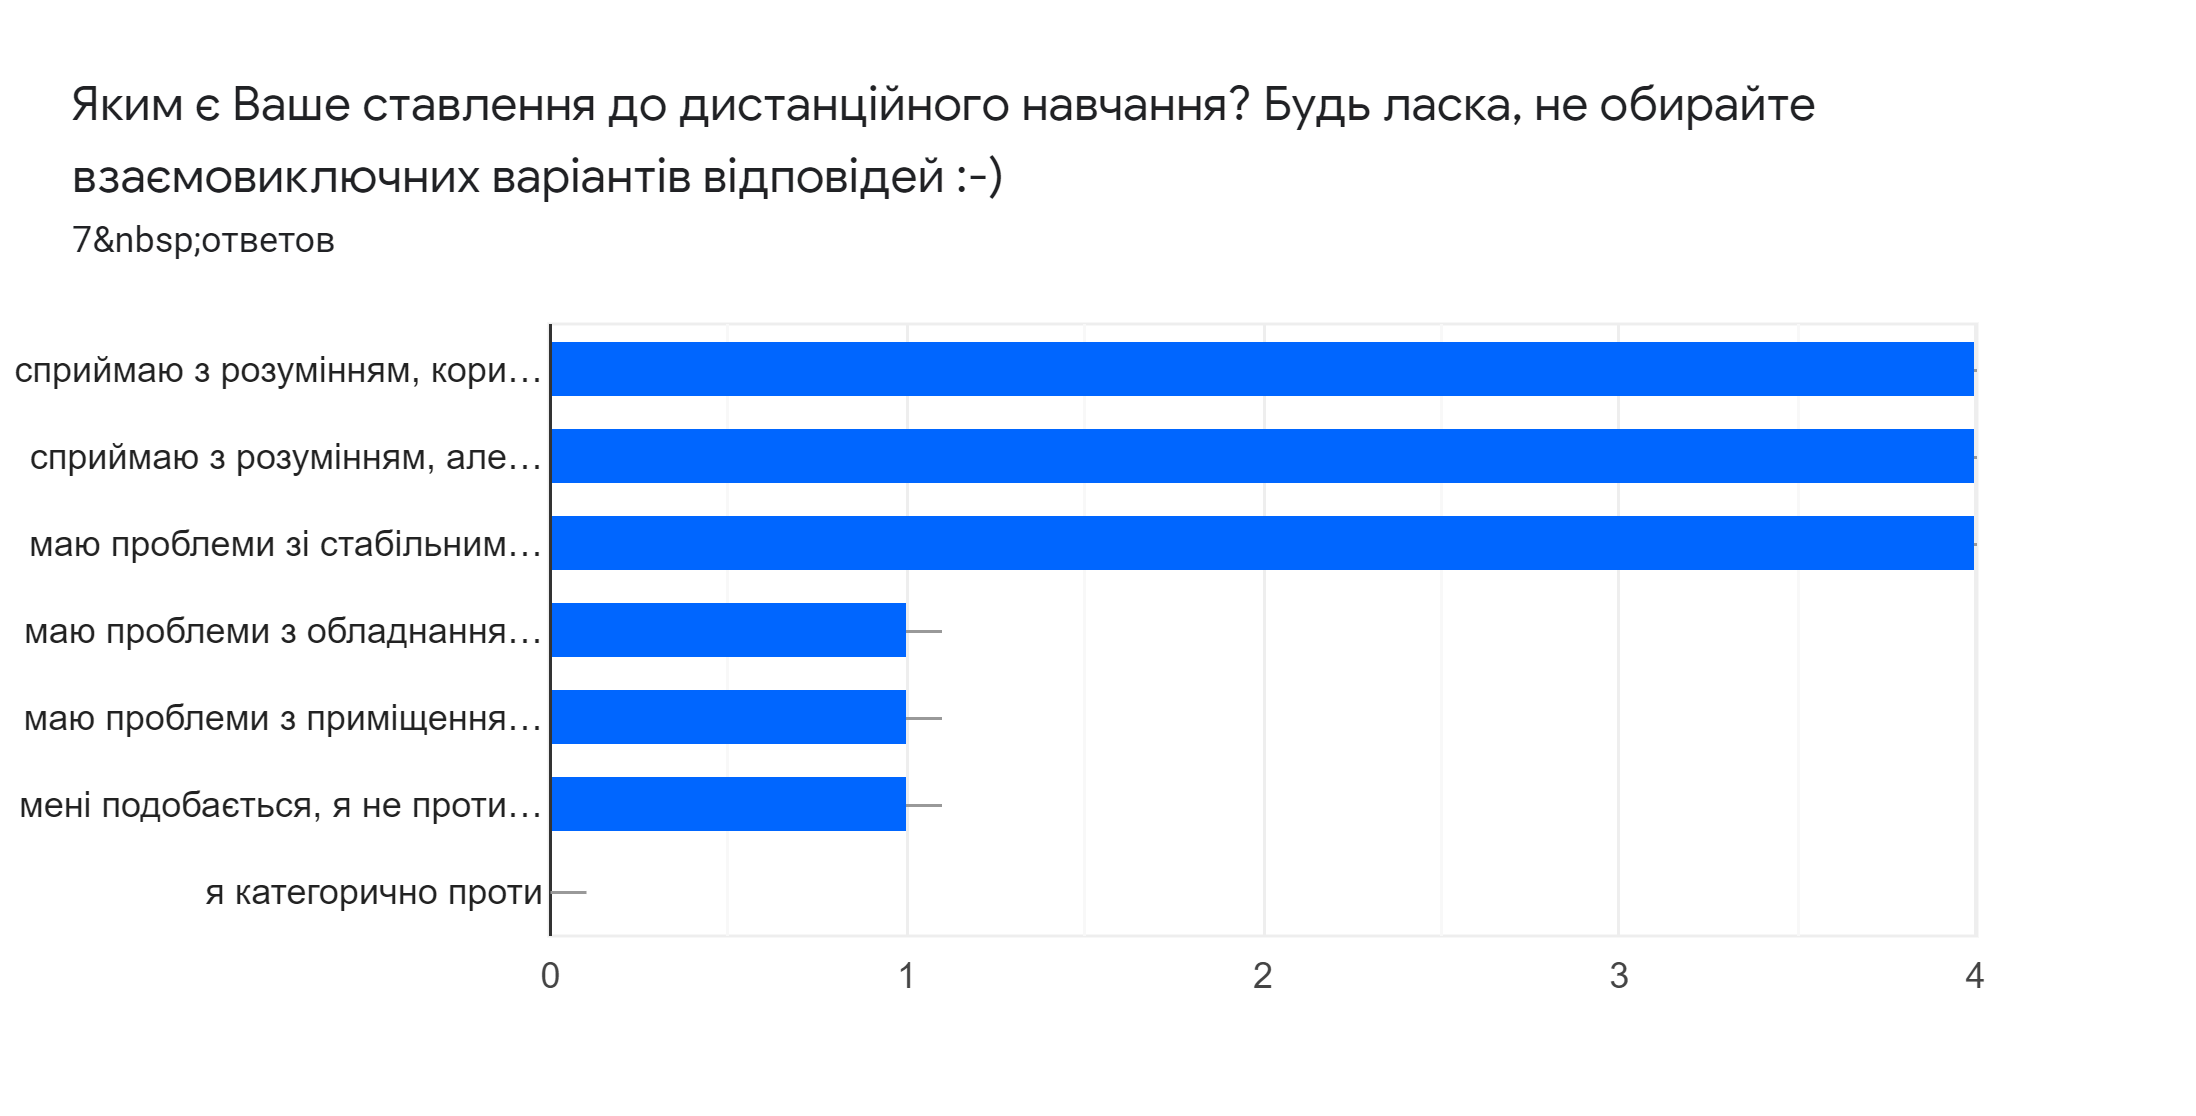 Яким є Ваше ставлення до дистанційного навчання? Будь ласка, не обирайте
взаємовиключних варіантів відповідей :-)
7&nbsp;ответов
сприймаю з розумінням, кори…
сприймаю з розумінням, але…
маю проблеми зі стабільним…
маю проблеми з обладнання…
маю проблеми з приміщення…
мені подобається, я не проти…
я категорично проти
0 1 2 3 4